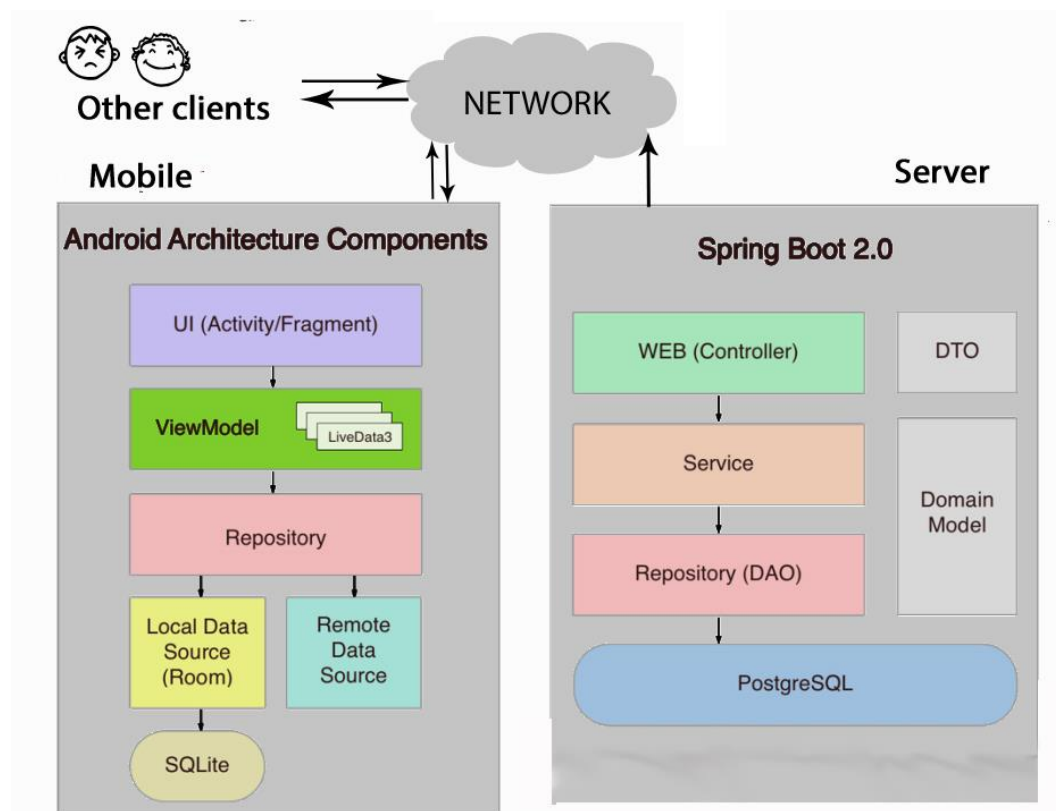 Other clients
NETWORK
Mobile
Server
Android Architecture Components
UI (Activity/Fragment)
ViewModel
LiveData3
Repository
Local Data
Source
(Room)
Remote
Data
Source
SQLite
Spring Boot 2.0
WEB (Controller)
DTO
Service
Domain
Model
Repository (DAO)
PostgreSQL